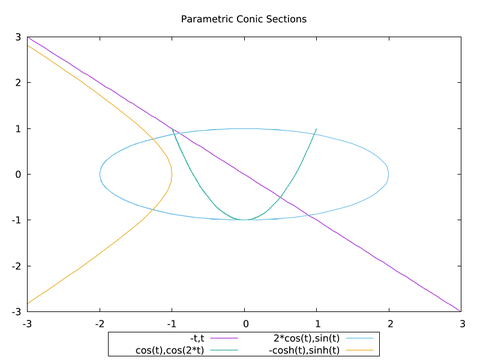 Parametric Conic Sections
3
2
1
0
-1
-2
-3
-3 -2 -1 0 1 2 3
-t,t 2*cos(t),sin(t)
cos(t),cos(2*t) -cosh(t),sinh(t)